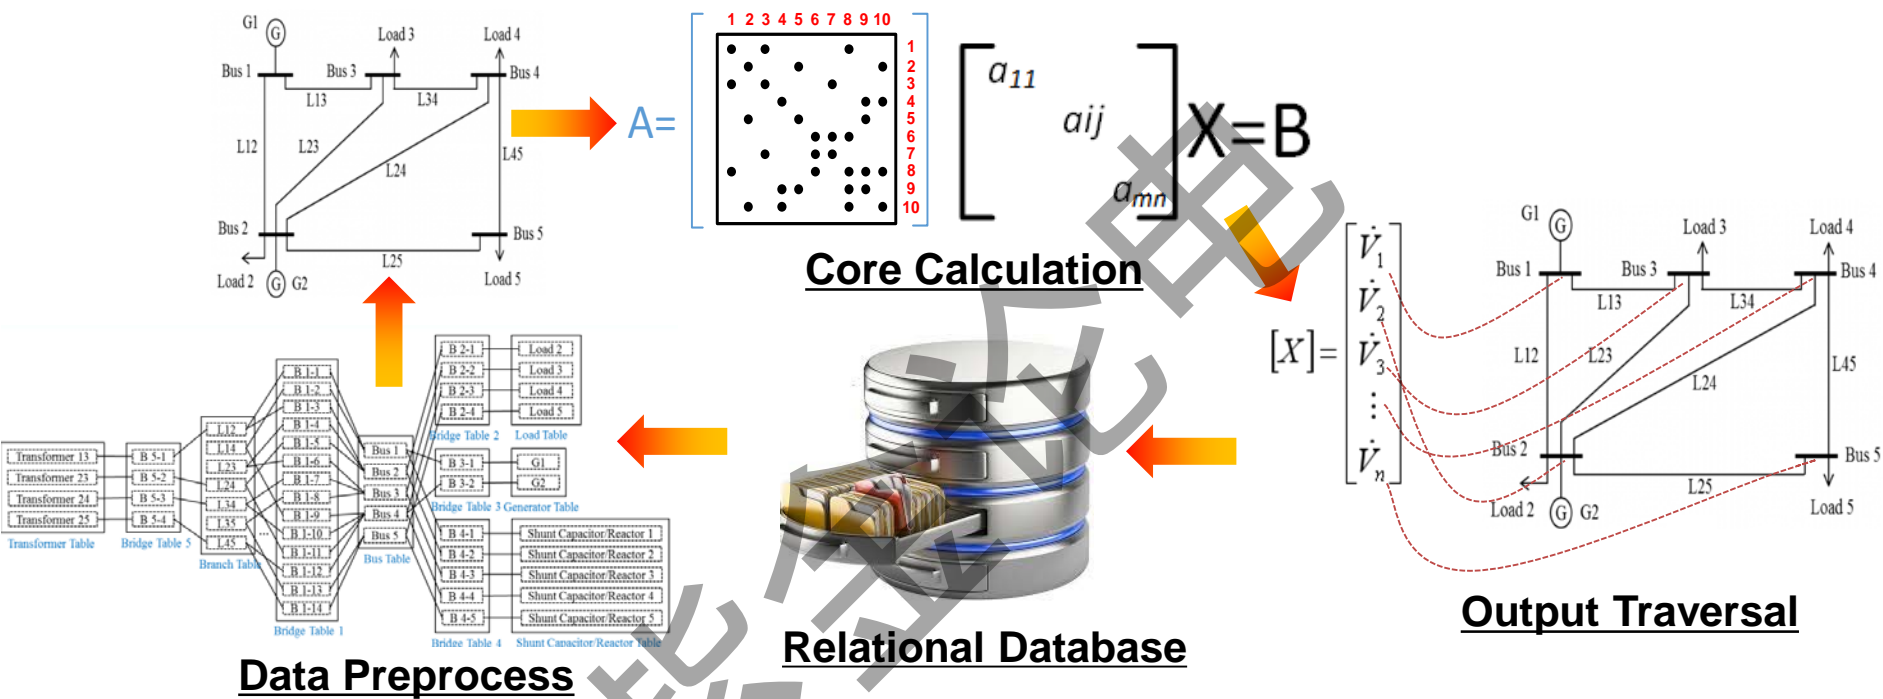 G1
G
Load 3
Load 4
Bus 1
Bus 3
Bus 4
L13
L34
L12
L23
L24
L45
Bus 2
Bus 5
L25
Load 2
G
G2
Load 5
A=
1 2 3 4 5 6 7 8 9 10
1
2
3
4
5
6
7
8
9
10
a11
aij
amn
X=B
Core Calculation
[X]=
V̇1
V̇2
V̇3
⋮
V̇n
G1
G
Load 3
Load 4
Bus 1
Bus 3
Bus 4
L13
L34
L12
L23
L24
L45
Bus 2
Bus 5
L25
Load 2
G
G2
Load 5
Output Traversal
Relational Database
Transformer 13
Transformer 23
Transformer 24
Transformer 25
Transformer Table
B 5-1
B 5-2
B 5-3
B 5-4
Bridge Table 5
L12
L14
L23
L24
L34
L35
L45
Branch Table
...
B 1-1
B 1-2
B 1-3
B 1-4
B 1-5
B 1-6
B 1-7
B 1-8
B 1-9
B 1-10
B 1-11
B 1-12
B 1-13
B 1-14
Bridge Table 1
Bus 1
Bus 2
Bus 3
Bus 4
Bus 5
Bus Table
B 2-1
B 2-2
B 2-3
B 2-4
Bridge Table 2
Load 2
Load 3
Load 4
Load 5
Load Table
B 3-1
B 3-2
Bridge Table 3
G1
G2
Generator Table
B 4-1
B 4-2
B 4-3
B 4-4
B 4-5
Bridge Table 4
Shunt Capacitor/Reactor 1
Shunt Capacitor/Reactor 2
Shunt Capacitor/Reactor 3
Shunt Capacitor/Reactor 4
Shunt Capacitor/Reactor 5
Shunt Capacitor/Reactor Table
Data Preprocess